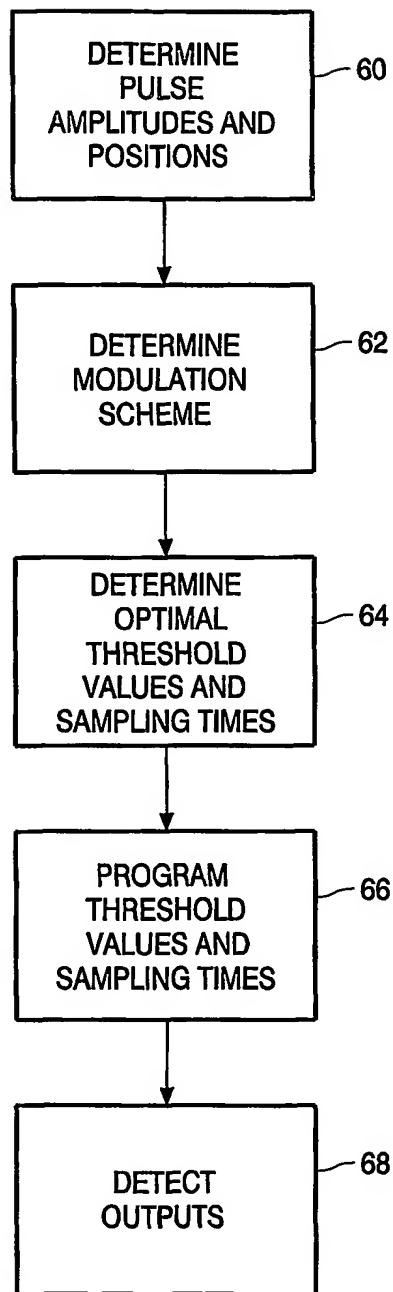 DETERMINE
PULSE
AMPLITUDES AND
POSITIONS
60
DETERMINE
MODULATION
SCHEME
62
DETERMINE
OPTIMAL
THRESHOLD
VALUES AND
SAMPLING TIMES
64
PROGRAM
THRESHOLD
VALUES AND
SAMPLING TIMES
66
DETECT
OUTPUTS
68